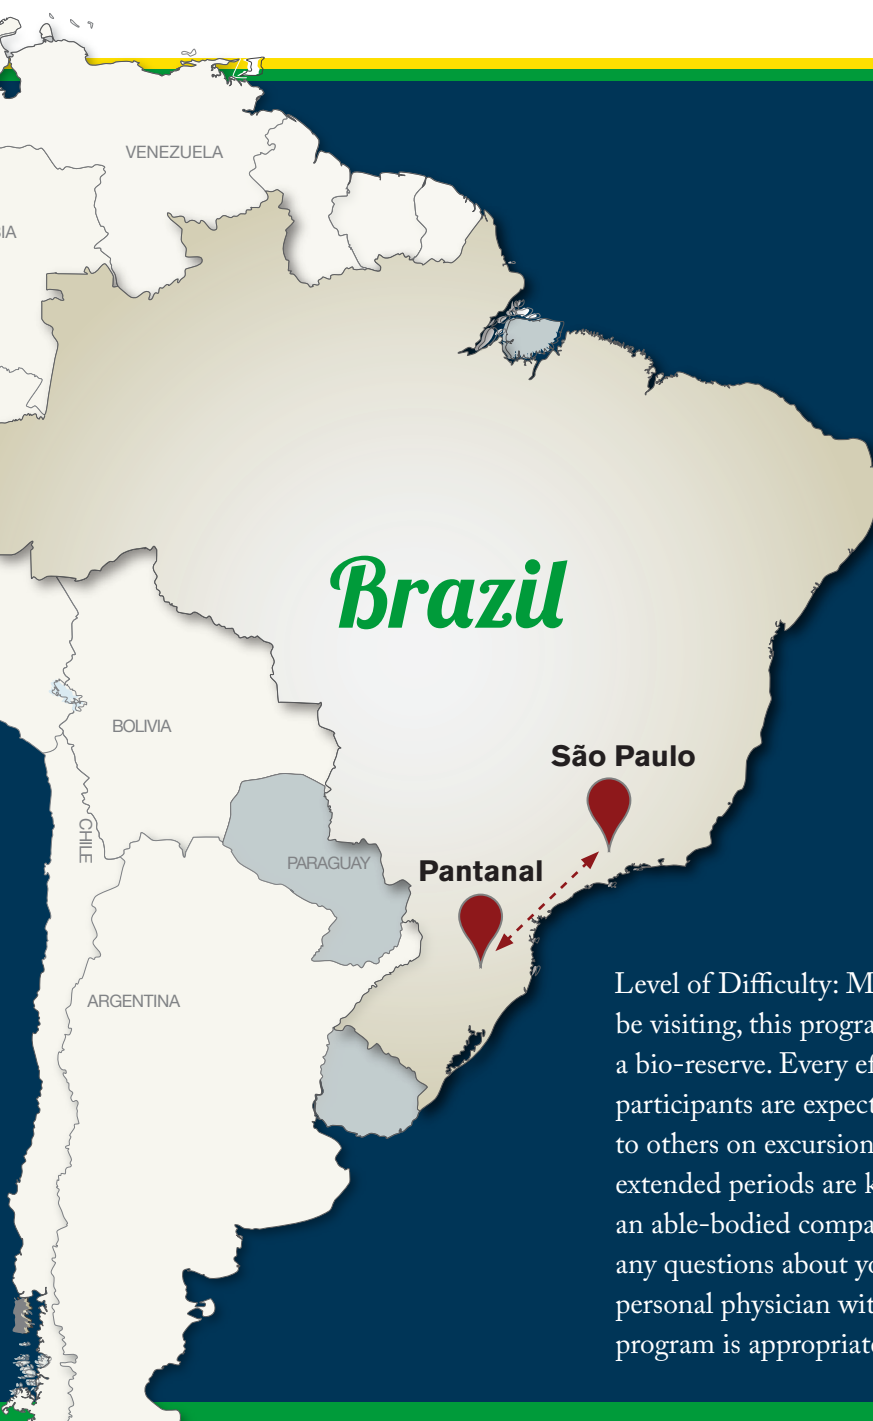 VENEZUELA
IA
Brazil
São Paulo
BOLIVIA
CHILE
PARAGUAY
Pantanal
ARGENTINA
Level of Difficulty: M
be visiting, this progra
a bio-reserve. Every ef
participants are expect
to others on excursion
extended periods are k
an able-bodied compa
any questions about yo
personal physician wit
program is appropriate